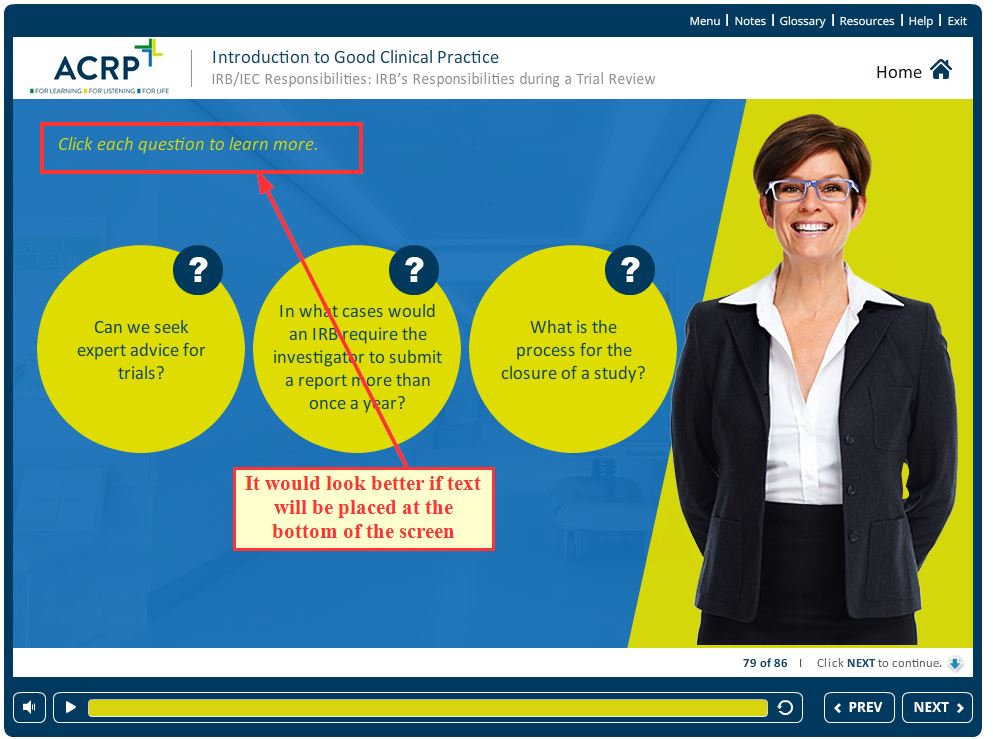 Menu | Notes | Glossary | Resources | Help | Exit
ACRP
FOR LEARNING FOR LISTENING FOR LIFE
Introduction to Good Clinical Practice
IRB/IEC Responsibilities: IRB's Responsibilities during a Trial Review
Home
Click each question to learn more.
?
Can we seek
expert advice for
trials?
?
In what cases would
an IRB require the
investigator to submit
a report more than
once a year?
?
What is the
process for the
closure of a study?
It would look better if text
will be placed at the
bottom of the screen
79 of 86 | Click NEXT to continue.
PREV
NEXT